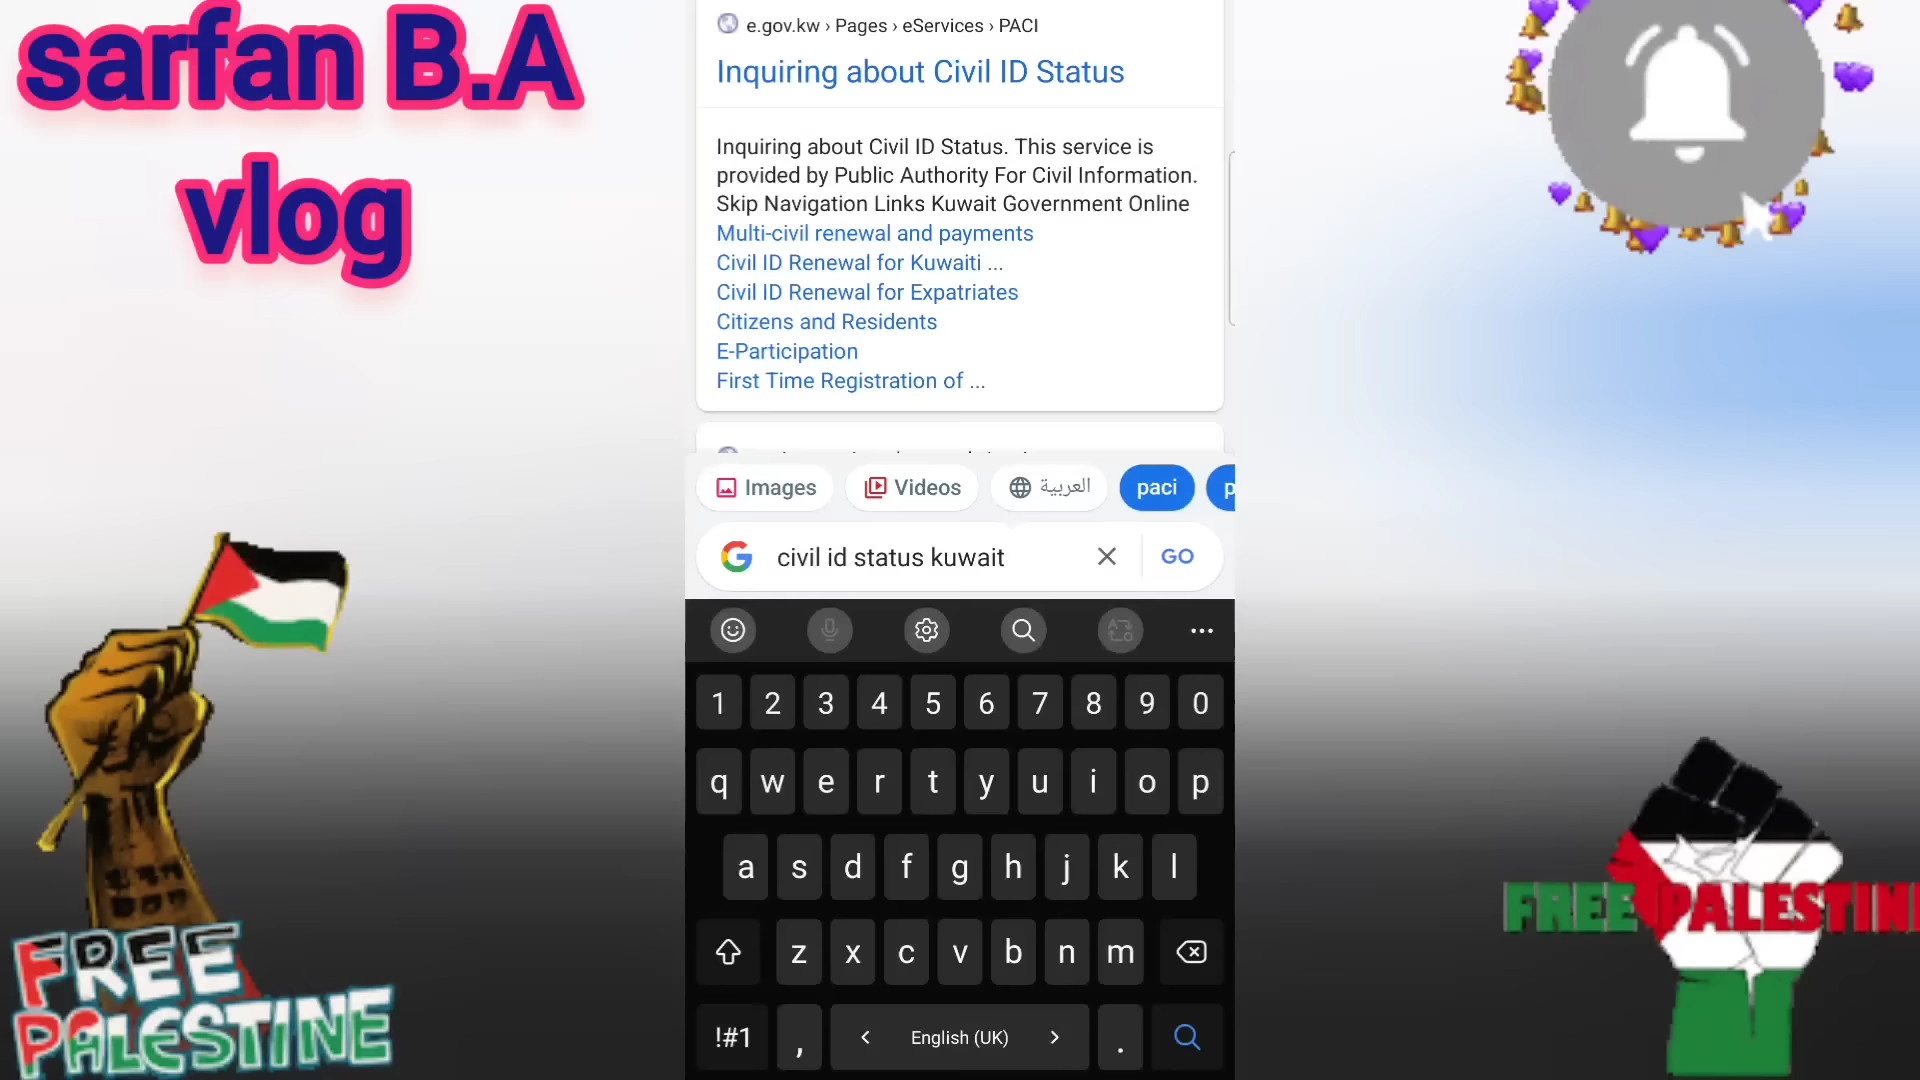 sarfan B.A
vlog
e.gov.kw › Pages › eServices › PACI
Inquiring about Civil ID Status
Inquiring about Civil ID Status. This service is
provided by Public Authority For Civil Information.
Skip Navigation Links Kuwait Government Online
Multi-civil renewal and payments
Civil ID Renewal for Kuwaiti ...
Civil ID Renewal for Expatriates
Citizens and Residents
E-Participation
First Time Registration of ...
Images
Videos
العربية
paci
p
civil id status kuwait
GO
1 2 3 4 5 6 7 8 9 0
q w e r t y u i o p
a s d f g h j k l
z x c v b n m
!#1 , < English (UK) > .
FREE
PALESTINE
FREE PALESTIN